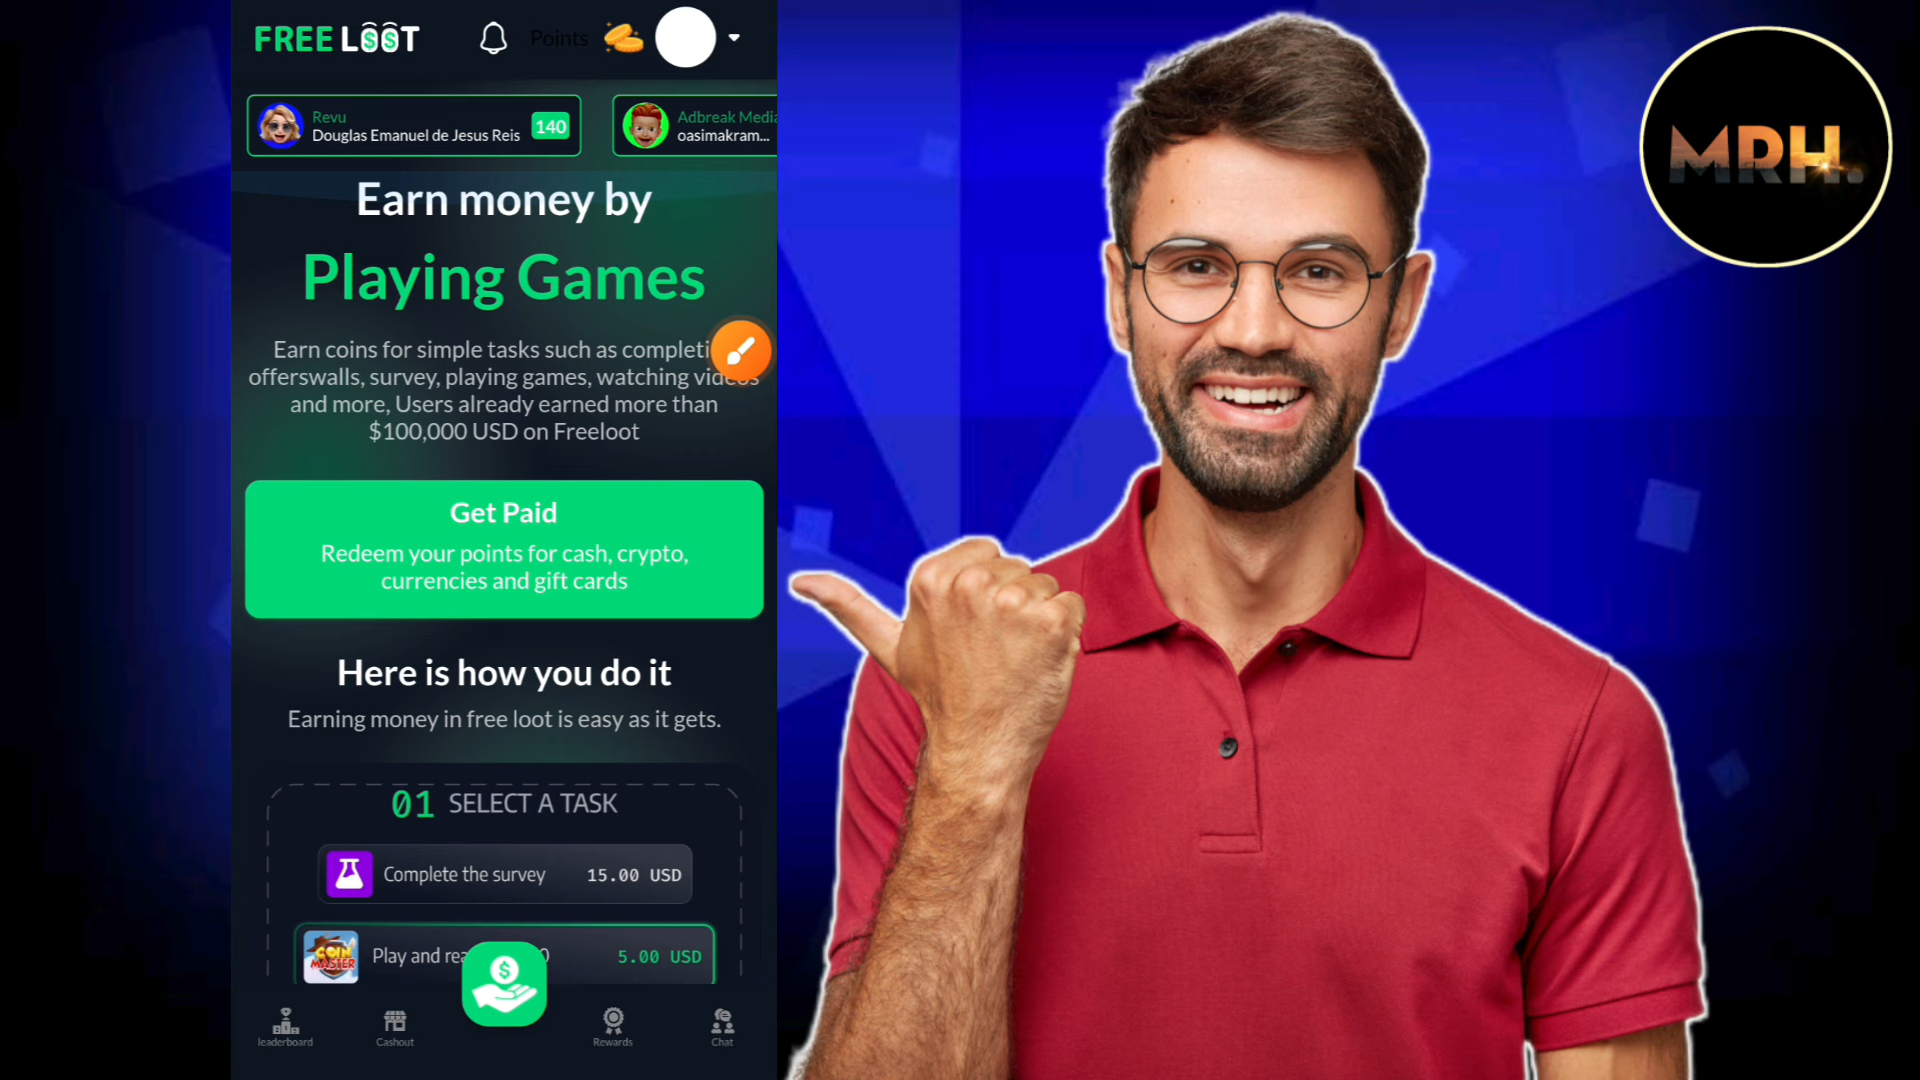 FREE LOOT
Points
Revu
Douglas Emanuel de Jesus Reis
140
Adbreak Media
oasimakram...
Earn money by
Playing Games
Earn coins for simple tasks such as
offerswalls, survey, playing games, watching
and more, Users already earned more than
$100,000 USD on Freeloot
Get Paid
Redeem your points for cash, crypto,
currencies and gift cards
Here is how you do it
Earning money in free loot is easy as it gets.
01 SELECT A TASK
Complete the survey 15.00 USD
COIN
MASTER
Play and 5.00 USD
leaderboard
Cashout
Rewards
Chat
MRH.